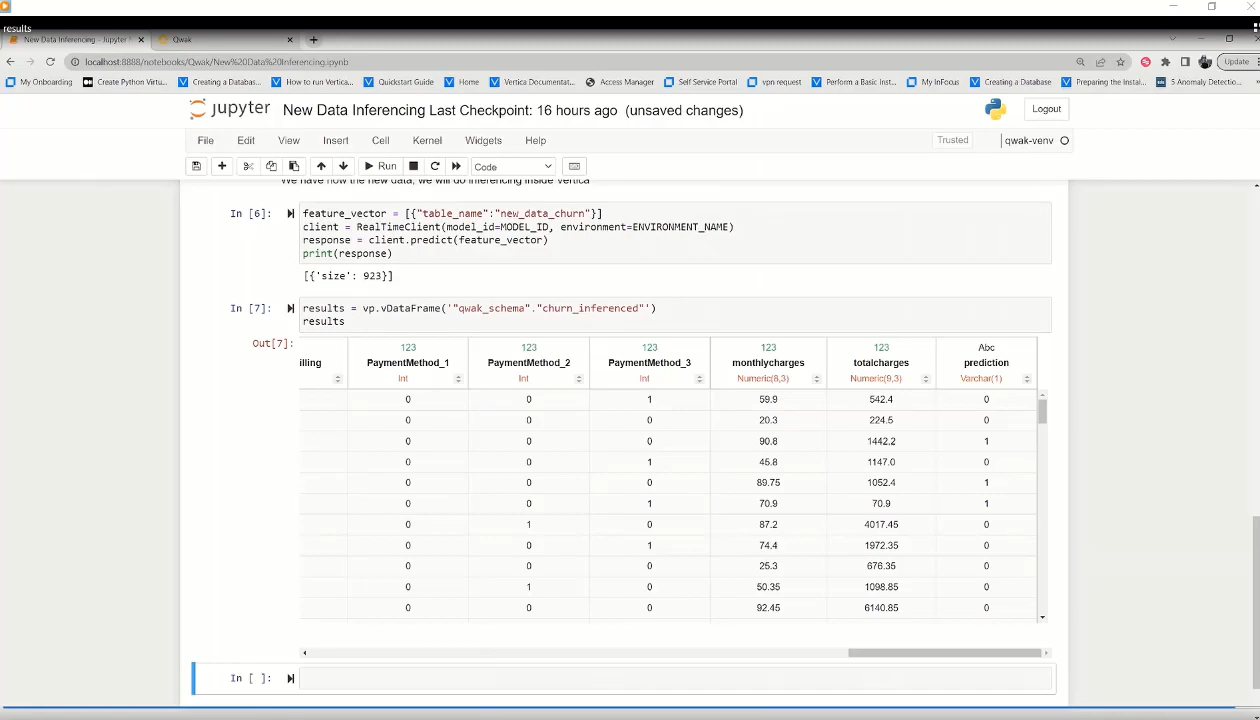 results
New Data Inferencing - Jupyter
Qwak
localhost:8888/notebooks/Qwak/New%20Data%20Inferencing.ipynb
Update
My Onboarding
Create Python Virtu...
Creating a Databas...
How to run Vertica...
Quickstart Guide
Home
Vertica Documentat...
Access Manager
Self Service Portal
vpn request
Perform a Basic Inst...
My InFocus
Creating a Database
Preparing the Instal...
5 Anomaly Detectio...
jupyter New Data Inferencing Last Checkpoint: 16 hours ago (unsaved changes)
Logout
File Edit View Insert Cell Kernel Widgets Help
Trusted qwak-venv
Run Code
We have now the new data, we will do inferencing inside Vertica
In [6]:
feature_vector = [{"table_name":"new_data_churn"}]
client = RealTimeClient(model_id=MODEL_ID, environment=ENVIRONMENT_NAME)
response = client.predict(feature_vector)
print(response)
[{'size': 923}]
In [7]:
results = vp.vDataFrame('"qwak_schema"."churn_inferenced"')
results
Out[7]:
123 123 123 123 123 Abc
illing PaymentMethod_1 PaymentMethod_2 PaymentMethod_3 monthlycharges totalcharges prediction
Int Int Int Numeric(8,3) Numeric(9,3) Varchar(1)
0 0 1 59.9 542.4 0
0 0 0 20.3 224.5 0
0 0 0 90.8 1442.2 1
0 0 1 45.8 1147.0 0
0 0 0 89.75 1052.4 1
0 0 1 70.9 70.9 1
0 1 0 87.2 4017.45 0
0 0 1 74.4 1972.35 0
0 0 0 25.3 676.35 0
0 1 0 50.35 1098.85 0
0 0 0 92.45 6140.85 0
In [ ]: